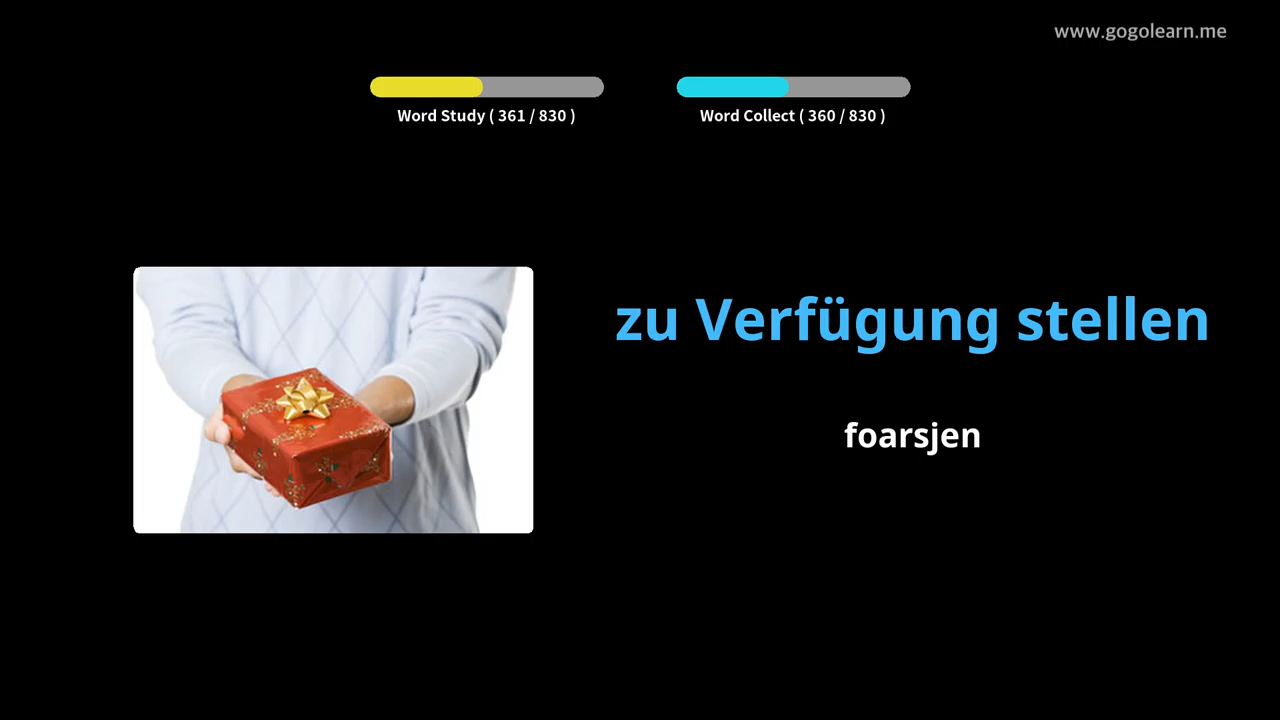 www.gogolearn.me
Word Study ( 361 / 830 )
Word Collect ( 360 / 830 )
zu Verfügung stellen
foarsjen